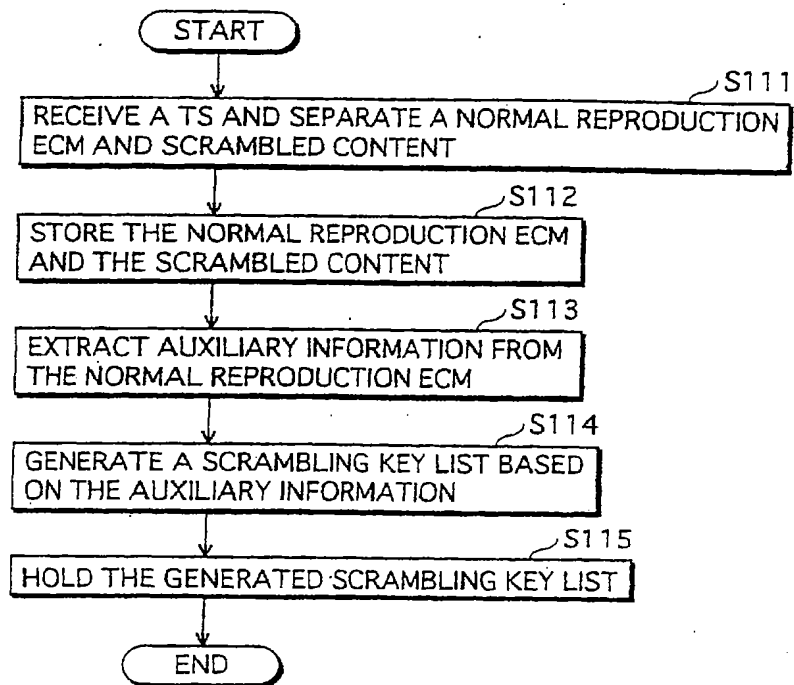 START
S111
RECEIVE A TS AND SEPARATE A NORMAL REPRODUCTION
ECM AND SCRAMBLED CONTENT
S112
STORE THE NORMAL REPRODUCTION ECM
AND THE SCRAMBLED CONTENT
S113
EXTRACT AUXILIARY INFORMATION FROM
THE NORMAL REPRODUCTION ECM
S114
GENERATE A SCRAMBLING KEY LIST BASED
ON THE AUXILIARY INFORMATION
S115
HOLD THE GENERATED SCRAMBLING KEY LIST
END